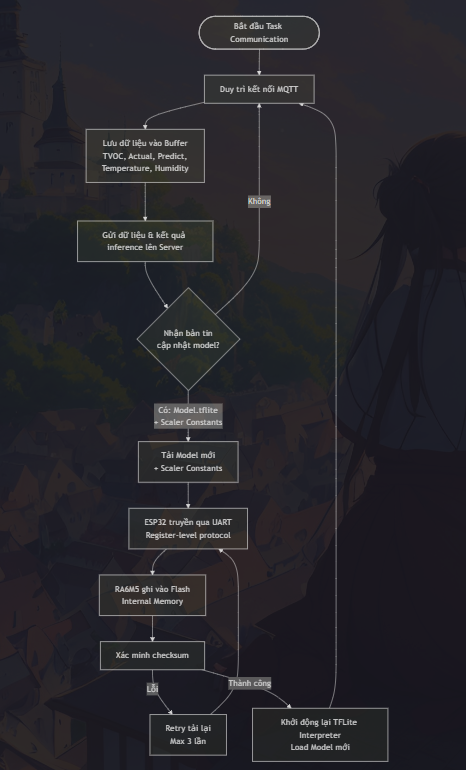 Bắt đầu Task
Communication
Duy trì kết nối MQTT
Lưu dữ liệu vào Buffer
TVOC, Actual, Predict,
Temperature, Humidity
Không
Gửi dữ liệu & kết quả
inference lên Server
Nhận bản tin
cập nhật model?
Có: Model.tflite
+ Scaler Constants
Tải Model mới
+ Scaler Constants
ESP32 truyền qua UART
Register-level protocol
RA6M5 ghi vào Flash
Internal Memory
Xác minh checksum
Lỗi
Thành công
Retry tải lại
Max 3 lần
Khởi động lại TFLite
Interpreter
Load Model mới